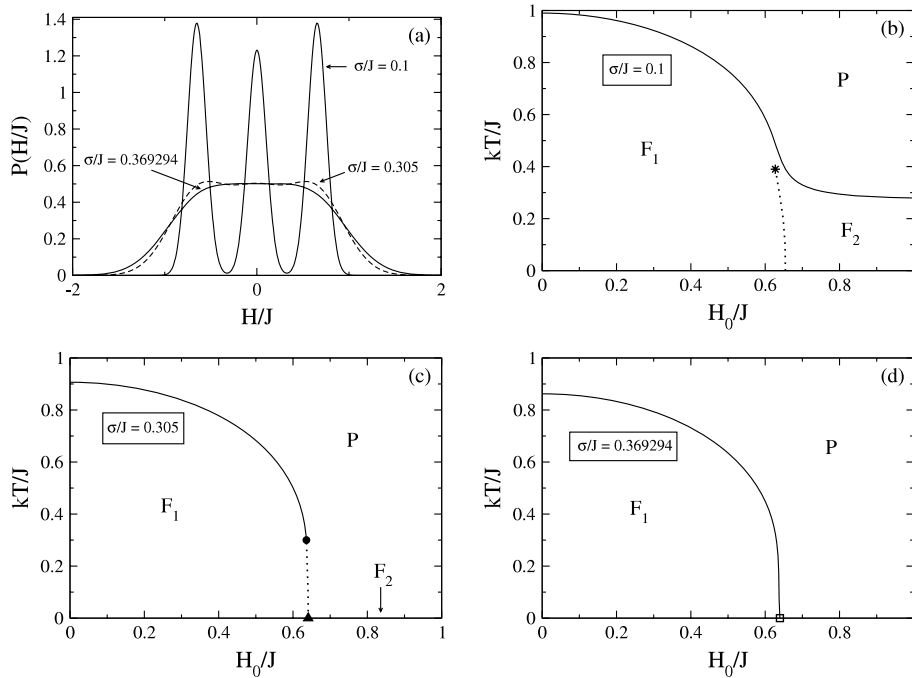 (a)
1.4
1.2
1
0.8
0.6
0.4
0.2
0
P(H/J)
σ/J = 0.1
σ/J = 0.369294
σ/J = 0.305
-2
0
2
H/J
(b)
1
0.8
0.6
0.4
0.2
0
kT/J
σ/J = 0.1
P
F1
F2
0
0.2
0.4
0.6
0.8
H0/J
(c)
1
0.8
0.6
0.4
0.2
0
kT/J
σ/J = 0.305
P
F1
F2
0
0.2
0.4
0.6
0.8
1
H0/J
(d)
1
0.8
0.6
0.4
0.2
0
kT/J
σ/J = 0.369294
P
F1
0
0.2
0.4
0.6
0.8
H0/J